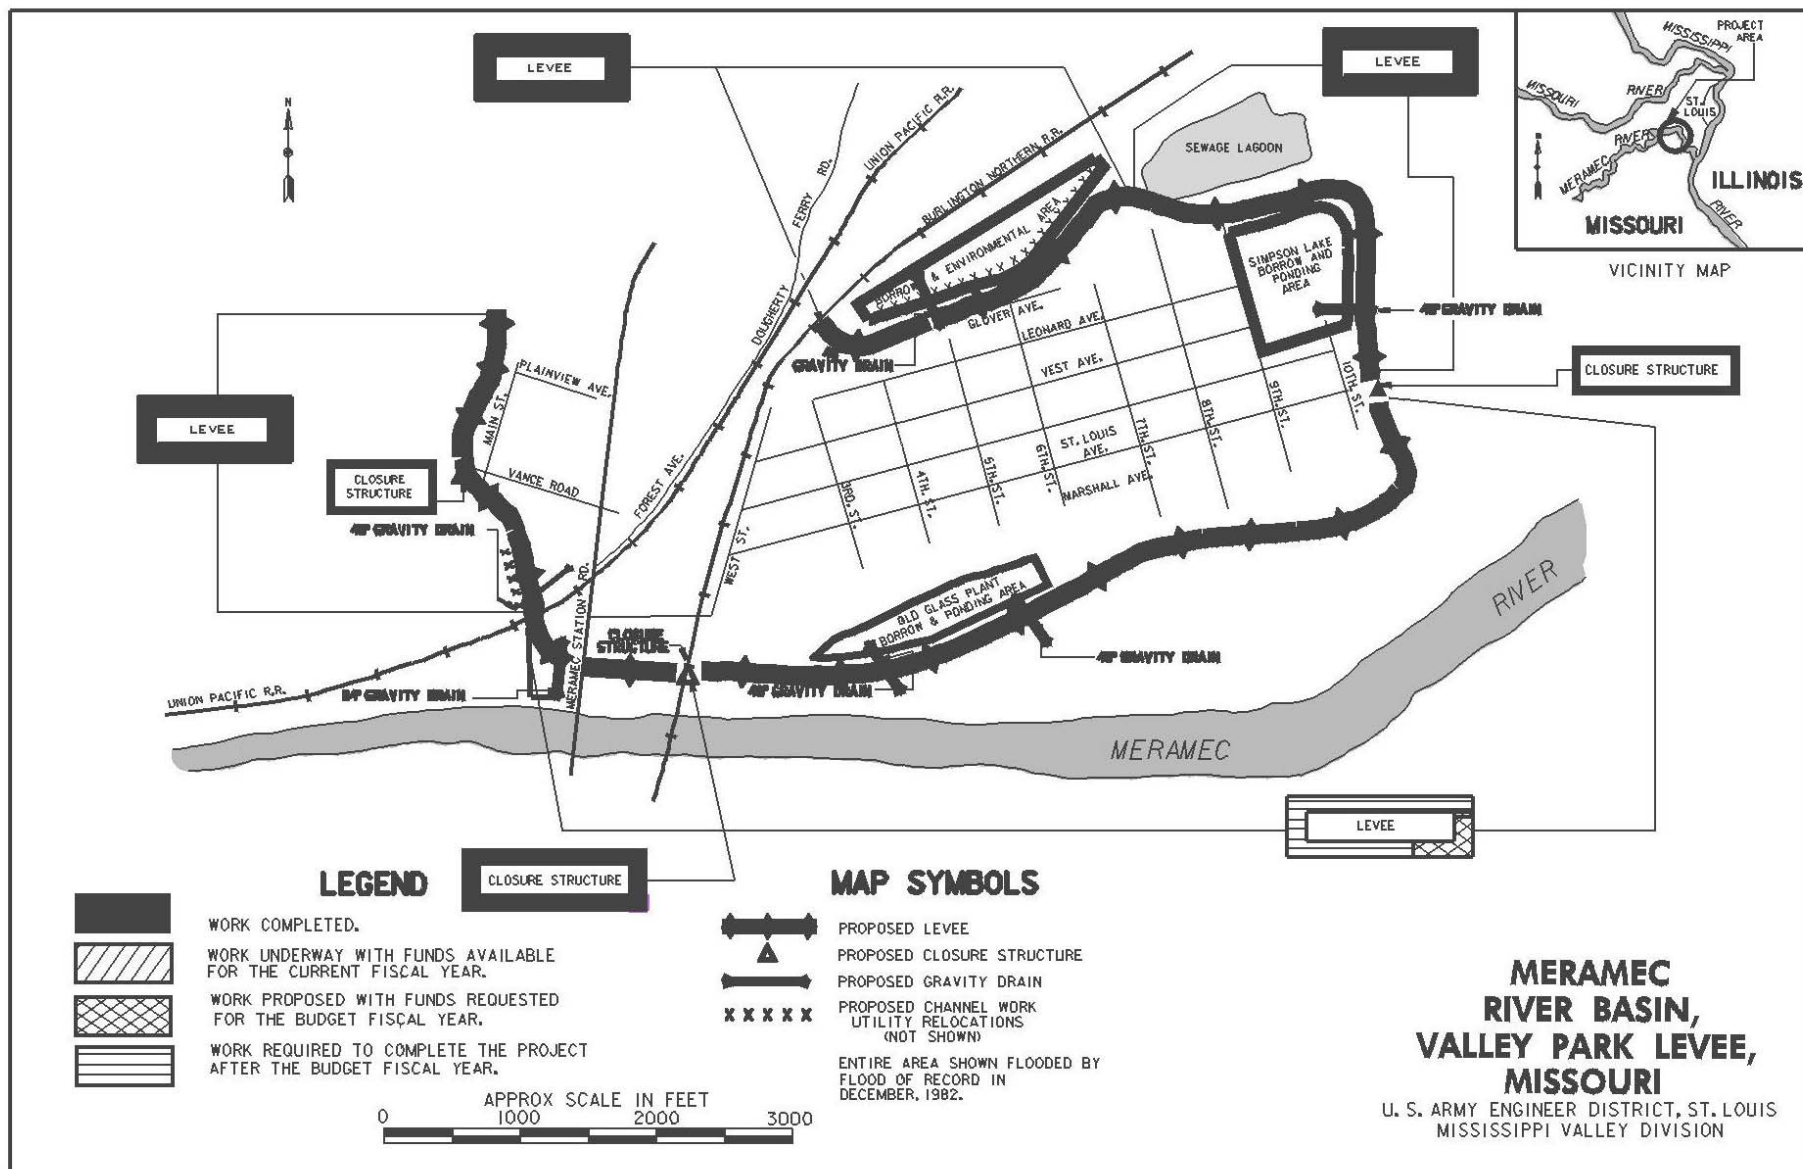 LEVEE
LEVEE
N
SEWAGE LAGOON
PROJECT
AREA
MISSISSIPPI
MISSOURI
RIVER
ST.
LOUIS
RIVERS
MERAMEC
RIVER
ILLINOIS
MISSOURI
VICINITY MAP
UNION PACIFIC R.R.
BURLINGTON NORTHERN R.R.
FERRY RD.
DOUGHERTY
BORROW & ENVIRONMENTAL AREA
SIMPSON LAKE
BORROW AND
PONDING
AREA
GRAVITY DRAIN
GRAVITY DRAIN
CLOSURE STRUCTURE
GLOVER AVE.
LEONARD AVE.
VEST AVE.
ST. LOUIS
AVE.
MARSHALL AVE.
3RD. ST.
4TH. ST.
5TH. ST.
6TH. ST.
7TH. ST.
8TH. ST.
9TH. ST.
10TH. ST.
PLAINVIEW AVE.
MAIN ST.
VANCE ROAD
LEVEE
CLOSURE
STRUCTURE
GRAVITY DRAIN
FOREST AVE.
WEST ST.
MERAMEC STATION RD.
CLOSURE
STRUCTURE
OLD GLASS PLANT
BORROW & PONDING AREA
GRAVITY DRAIN
GRAVITY DRAIN
GRAVITY DRAIN
UNION PACIFIC R.R.
MERAMEC
RIVER
LEVEE
CLOSURE STRUCTURE
LEGEND
WORK COMPLETED.
WORK UNDERWAY WITH FUNDS AVAILABLE
FOR THE CURRENT FISCAL YEAR.
WORK PROPOSED WITH FUNDS REQUESTED
FOR THE BUDGET FISCAL YEAR.
WORK REQUIRED TO COMPLETE THE PROJECT
AFTER THE BUDGET FISCAL YEAR.
MAP SYMBOLS
PROPOSED LEVEE
PROPOSED CLOSURE STRUCTURE
PROPOSED GRAVITY DRAIN
PROPOSED CHANNEL WORK
UTILITY RELOCATIONS
(NOT SHOWN)
ENTIRE AREA SHOWN FLOODED BY
FLOOD OF RECORD IN
DECEMBER, 1982.
APPROX SCALE IN FEET
0 1000 2000 3000
MERAMEC
RIVER BASIN,
VALLEY PARK LEVEE,
MISSOURI
U. S. ARMY ENGINEER DISTRICT, ST. LOUIS
MISSISSIPPI VALLEY DIVISION